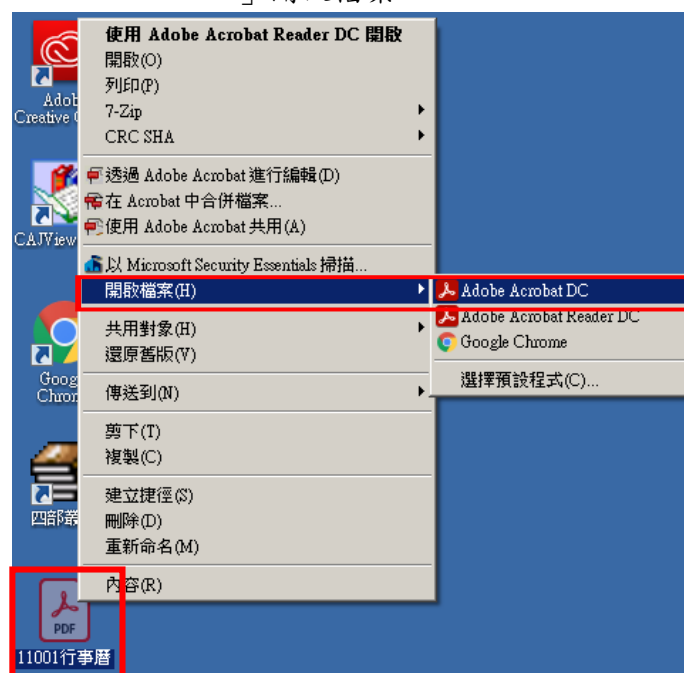 使用 Adobe Acrobat Reader DC 開啟
開啟(O)
列印(P)
7-Zip
CRC SHA
透過 Adobe Acrobat 進行編輯(D)
在 Acrobat 中合併檔案...
使用 Adobe Acrobat 共用(A)
以 Microsoft Security Essentials 掃描...
開啟檔案(H)
共用對象(H)
還原舊版(V)
傳送到(N)
剪下(T)
複製(C)
建立捷徑(S)
刪除(D)
重新命名(M)
內容(R)
Adobe Acrobat DC
Adobe Acrobat Reader DC
Google Chrome
選擇預設程式(C)...
Adob
Creative
CAJView
Goog
Chron
四部叢
PDF
11001行事曆